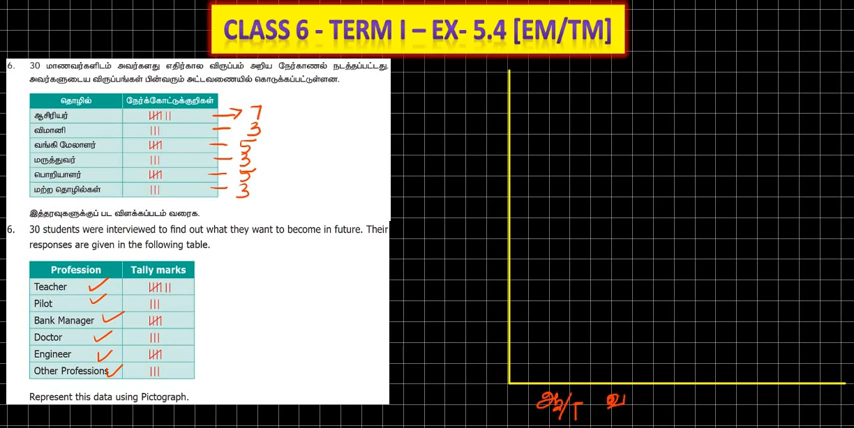 CLASS 6 - TERM I – EX- 5.4 [EM/TM]
6. 30 மாணவர்களிடம் அவர்களது எதிர்கால விருப்பம் அறிய நேர்காணல் நடத்தப்பட்டது.
அவர்களுடைய விருப்பங்கள் பின்வரும் அட்டவணையில் கொடுக்கப்பட்டுள்ளன.
தொழில் நேர்க்கோட்டுக்குறிகள்
ஆசிரியர் 7
விமானி 3
வங்கி மேலாளர் 5
மருத்துவர் 3
பொறியாளர் 5
மற்ற தொழில்கள் 3
இத்தரவுகளுக்குப் பட விளக்கப்படம் வரைக.
6. 30 students were interviewed to find out what they want to become in future. Their
responses are given in the following table.
Profession Tally marks
Teacher
Pilot
Bank Manager
Doctor
Engineer
Other Professions
Represent this data using Pictograph.
ஆ/T